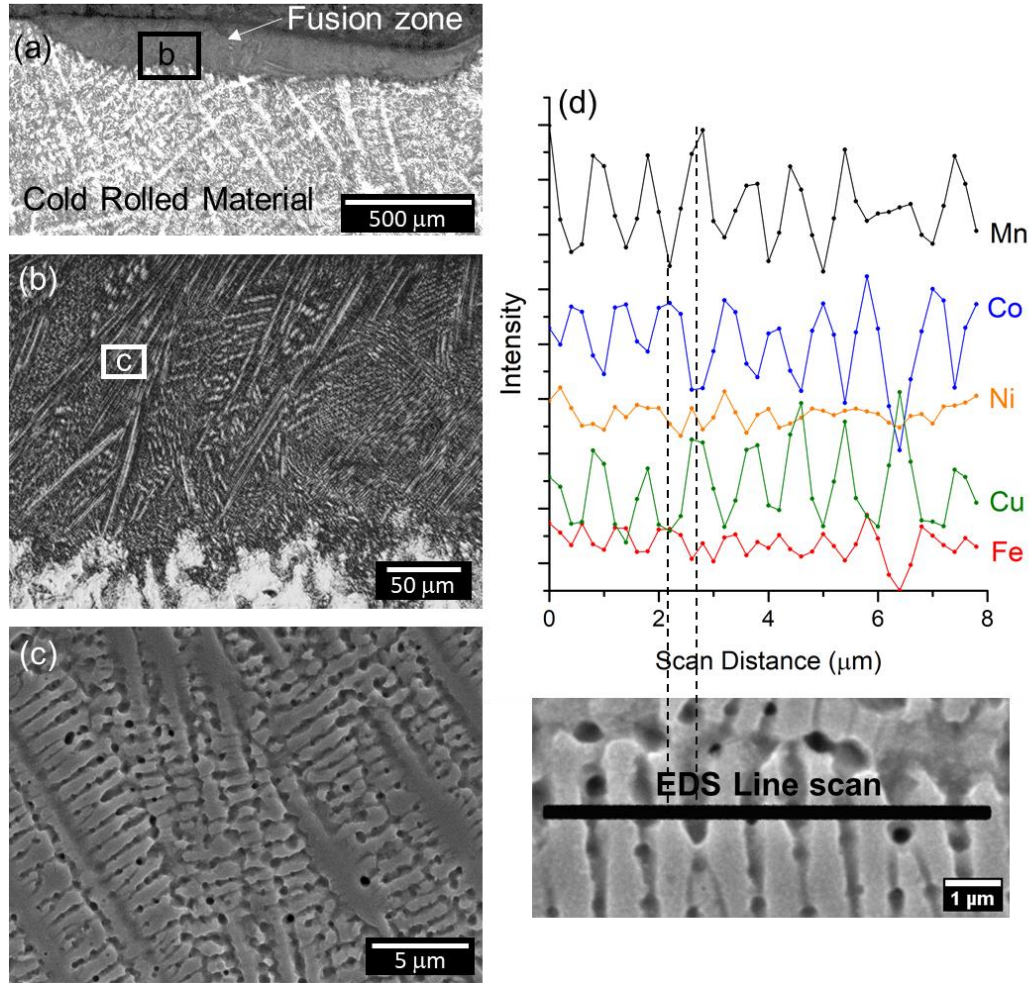 (a)
Fusion zone
b
Cold Rolled Material
500 µm
(b)
c
50 µm
(c)
5 µm
(d)
Intensity
Mn
Co
Ni
Cu
Fe
0 2 4 6 8
Scan Distance (µm)
EDS Line scan
1 µm